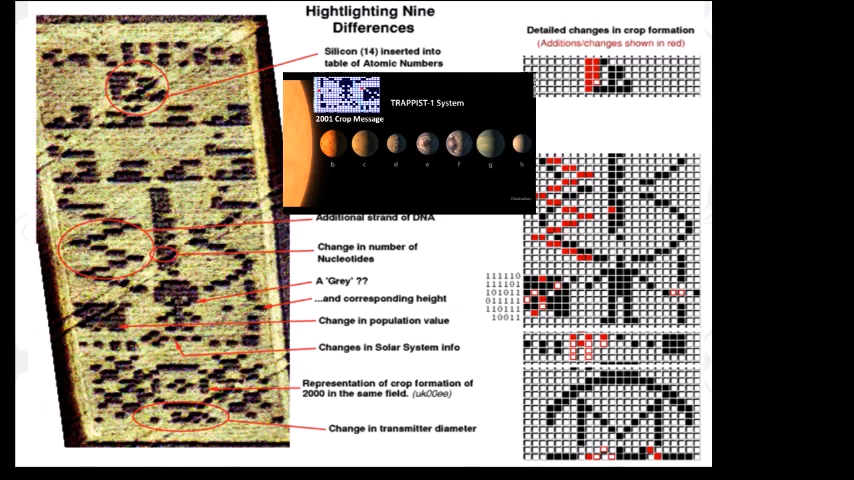 Hightlighting Nine
Differences
Detailed changes in crop formation
(Additions/changes shown in red)
Silicon (14) inserted into
table of Atomic Numbers
TRAPPIST-1 System
2001 Crop Message
b c d e f g h
Illustration
Additional strand of DNA
Change in number of
Nucleotides
A 'Grey' ??
...and corresponding height
Change in population value
Changes in Solar System info
Representation of crop formation of
2000 in the same field. (uk00ee)
Change in transmitter diameter
111110
111101
101011
011111
110111
10011